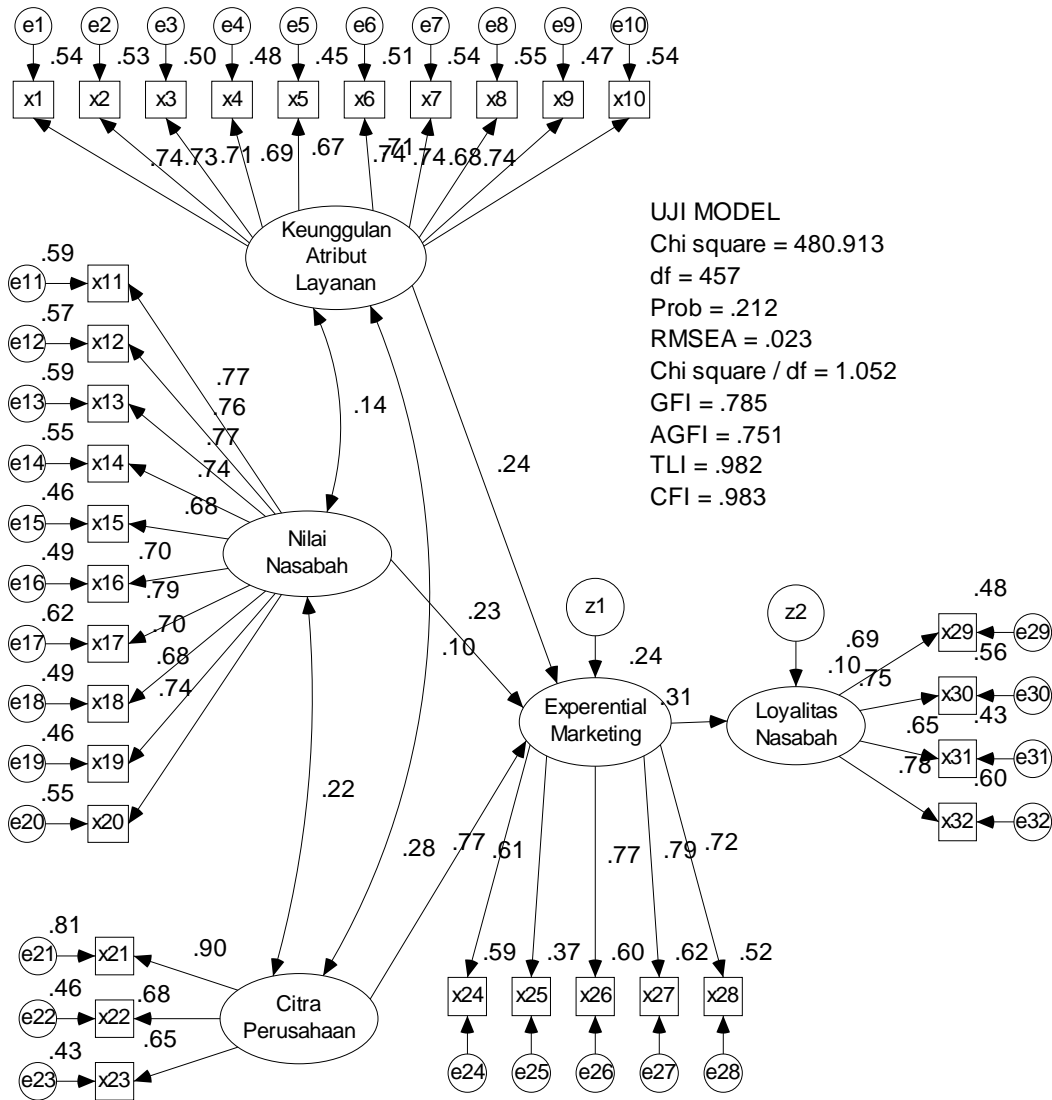 e1 e2 e3 e4 e5 e6 e7 e8 e9 e10
.54 .53 .50 .48 .45 .51 .54 .55 .47 .54
x1 x2 x3 x4 x5 x6 x7 x8 x9 x10
.74 .73 .71 .69 .67 .74 .71 .74 .68 .74
Keunggulan
Atribut
Layanan
UJI MODEL
Chi square = 480.913
df = 457
Prob = .212
RMSEA = .023
Chi square / df = 1.052
GFI = .785
AGFI = .751
TLI = .982
CFI = .983
.59
e11 x11
.57
e12 x12
.59
e13 x13
.55
e14 x14
.46
e15 x15
.49
e16 x16
.62
e17 x17
.49
e18 x18
.46
e19 x19
.55
e20 x20
.77
.76
.77
.74
.68
.70
.79
.70
.68
.74
Nilai
Nasabah
.14
.24
.23
.10
.22
.28
z1
.24
Experential
Marketing
.31
z2
.10
Loyalitas
Nasabah
.69
.75
.65
.78
.48
x29 e29
.56
x30 e30
.43
x31 e31
.60
x32 e32
.77 .61 .77 .79 .72
.59 .37 .60 .62 .52
x24 x25 x26 x27 x28
e24 e25 e26 e27 e28
.81
e21 x21
.46
e22 x22
.43
e23 x23
.90
.68
.65
Citra
Perusahaan